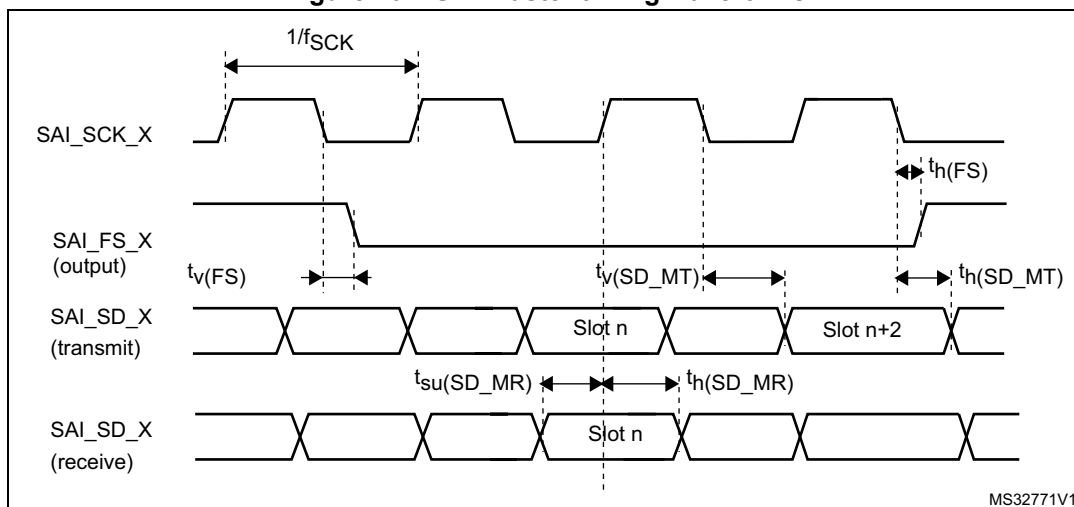 1/fSCK
SAI_SCK_X
th(FS)
SAI_FS_X
(output)
tv(FS)
tv(SD_MT)
th(SD_MT)
SAI_SD_X
(transmit)
Slot n
Slot n+2
tsu(SD_MR)
th(SD_MR)
SAI_SD_X
(receive)
Slot n
MS32771V1